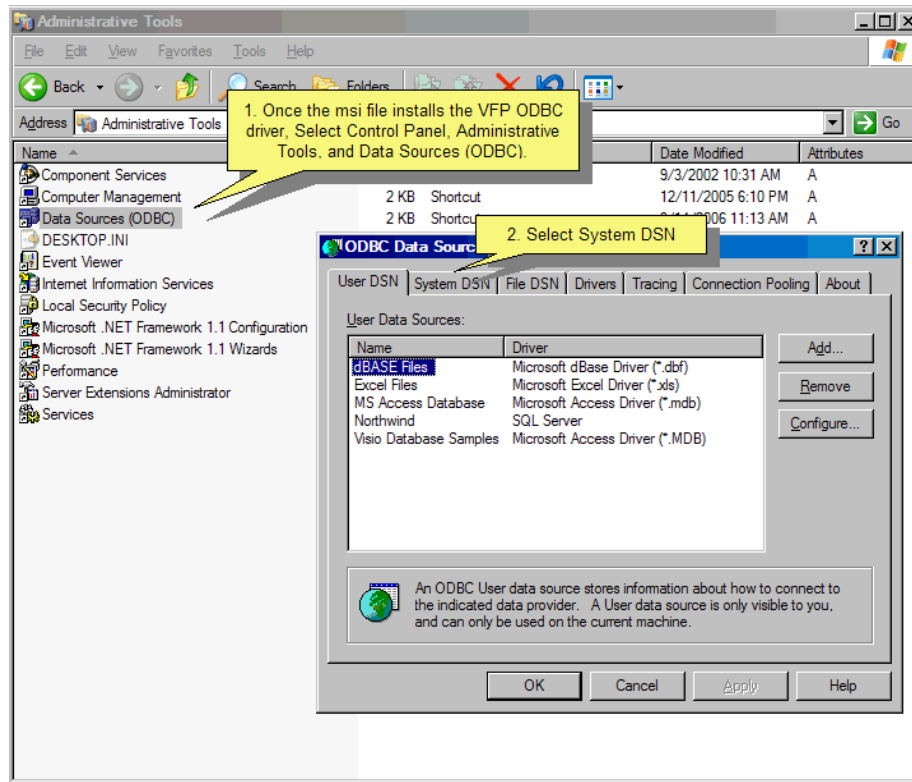 Administrative Tools
File Edit View Favorites Tools Help
Back Search Folders
Address Administrative Tools Go
1. Once the msi file installs the VFP ODBC
driver, Select Control Panel, Administrative
Tools, and Data Sources (ODBC).
Name Date Modified Attributes
Component Services 9/3/2002 10:31 AM A
Computer Management 2 KB Shortcut 12/11/2005 6:10 PM A
Data Sources (ODBC) 2 KB Shortcut 2006 11:13 AM A
DESKTOP.INI
Event Viewer
Internet Information Services
Local Security Policy
Microsoft .NET Framework 1.1 Configuration
Microsoft .NET Framework 1.1 Wizards
Performance
Server Extensions Administrator
Services
ODBC Data Sourc
2. Select System DSN
User DSN System DSN File DSN Drivers Tracing Connection Pooling About
User Data Sources:
Name Driver
dBASE Files Microsoft dBase Driver (*.dbf)
Excel Files Microsoft Excel Driver (*.xls)
MS Access Database Microsoft Access Driver (*.mdb)
Northwind SQL Server
Visio Database Samples Microsoft Access Driver (*.MDB)
Add...
Remove
Configure...
An ODBC User data source stores information about how to connect to
the indicated data provider. A User data source is only visible to you,
and can only be used on the current machine.
OK Cancel Apply Help